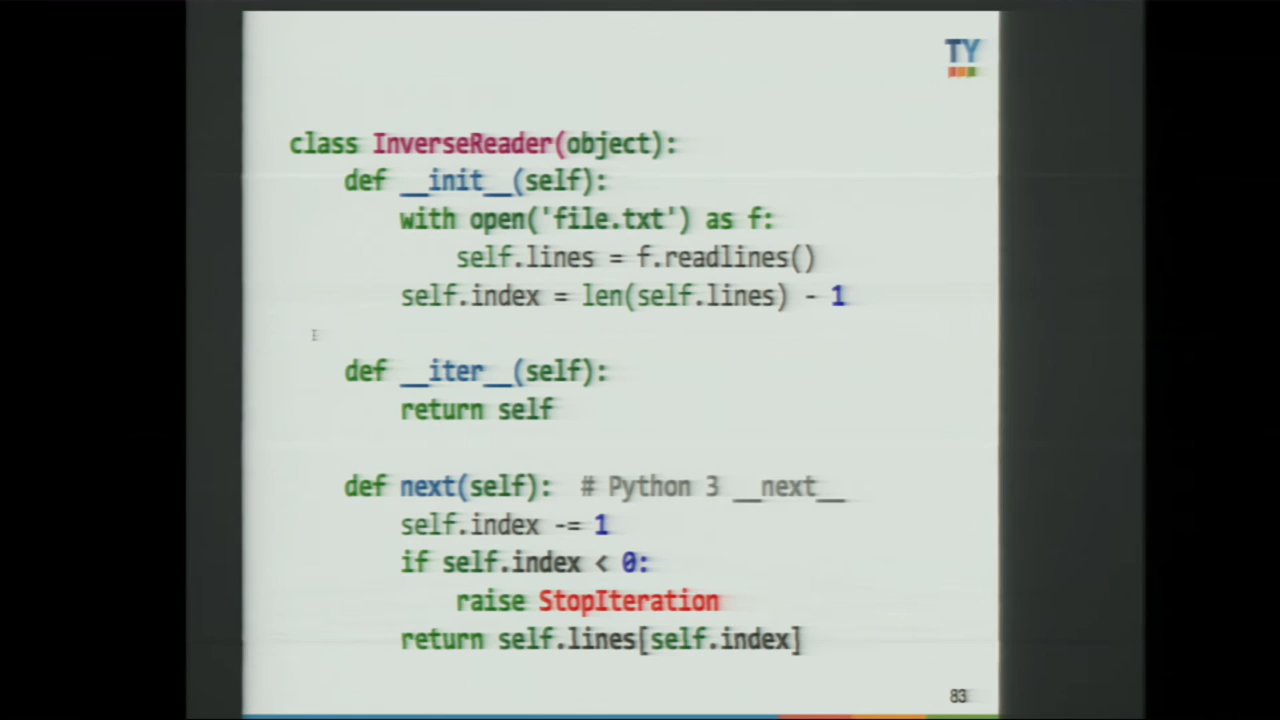 TY
class InverseReader(object):
    def __init__(self):
        with open('file.txt') as f:
            self.lines = f.readlines()
        self.index = len(self.lines) - 1
    def __iter__(self):
        return self
    def next(self):  # Python 3 __next__
        self.index -= 1
        if self.index < 0:
            raise StopIteration
        return self.lines[self.index]
83